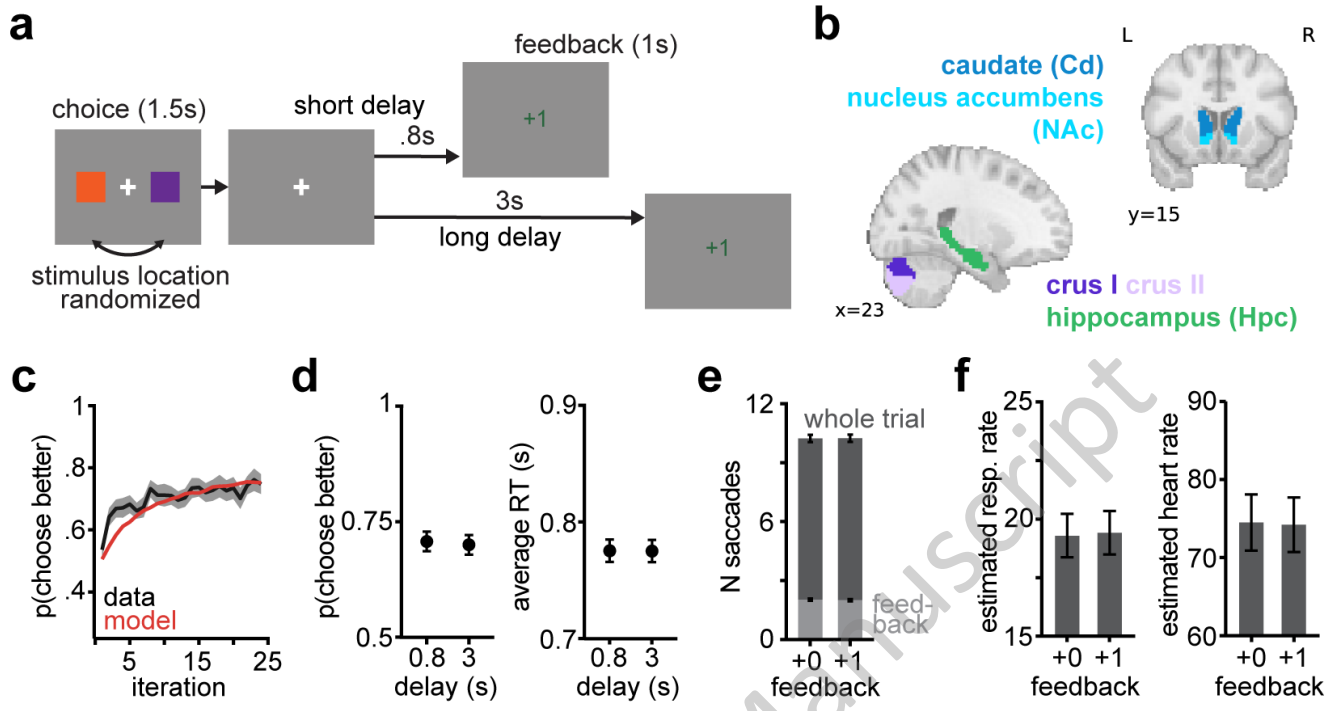 a
feedback (1s)
choice (1.5s)
short delay
+1
.8s
+
+
3s
long delay
+1
stimulus location
randomized
b
L
R
caudate (Cd)
nucleus accumbens
(NAc)
y=15
x=23
crus I crus II
hippocampus (Hpc)
c
p(choose better)
1
.8
.6
.4
data
model
5
15
25
iteration
d
p(choose better)
1
0.75
0.5
0.8
3
delay (s)
average RT (s)
0.9
0.8
0.7
0.8
3
delay (s)
e
N saccades
12
6
0
whole trial
feed-
back
+0
+1
feedback
f
estimated resp. rate
25
20
15
+0
+1
feedback
estimated heart rate
90
80
70
60
+0
+1
feedback
Manuscript